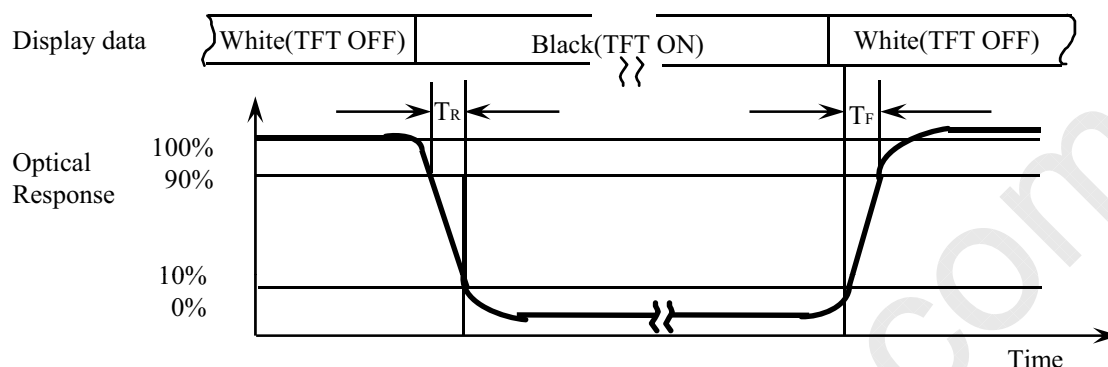 Display data
White(TFT OFF)
Black(TFT ON)
White(TFT OFF)
TR
TF
Optical
Response
100%
90%
10%
0%
Time
com